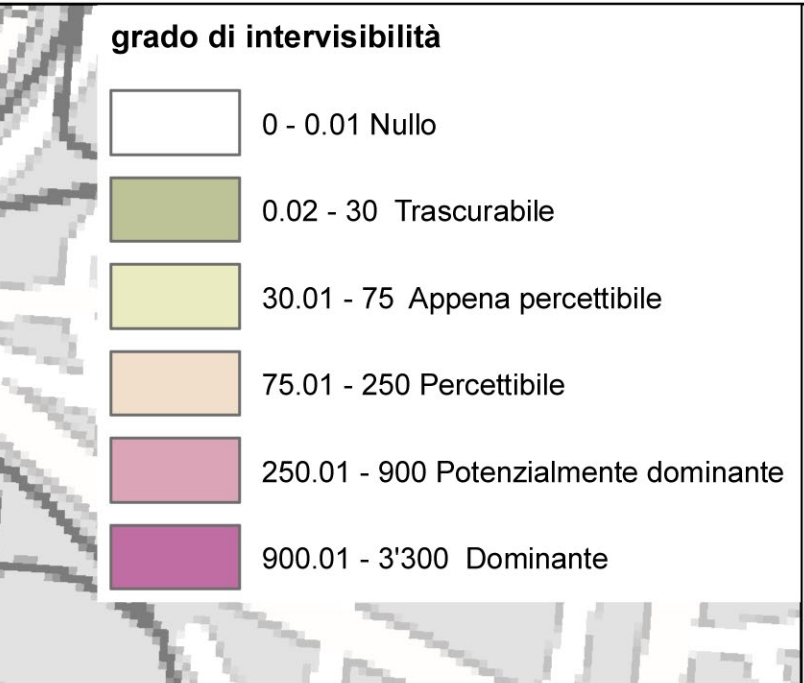 grado di intervisibilità
0 - 0.01 Nullo
0.02 - 30 Trascurabile
30.01 - 75 Appena percettibile
75.01 - 250 Percettibile
250.01 - 900 Potenzialmente dominante
900.01 - 3'300 Dominante